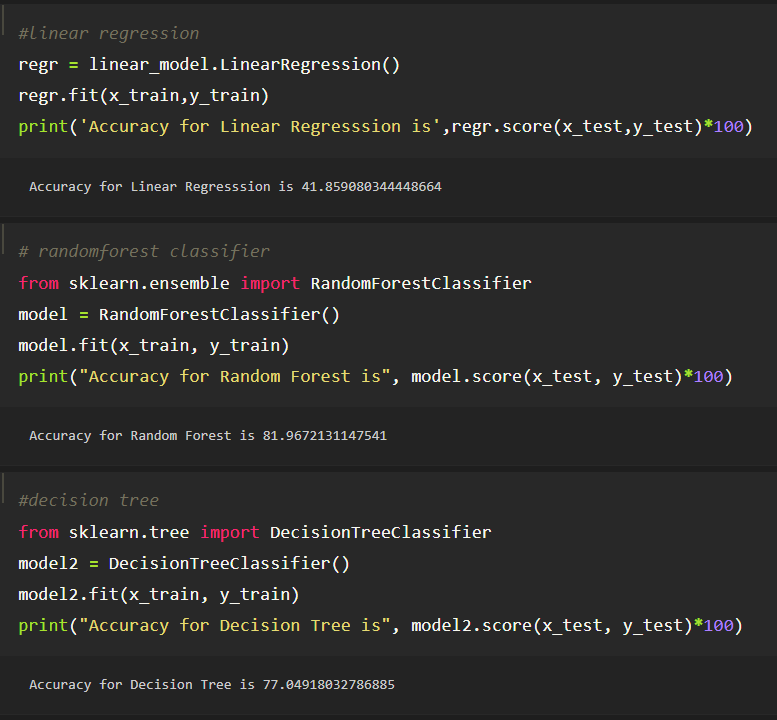 #linear regression
regr = linear_model.LinearRegression()
regr.fit(x_train,y_train)
print('Accuracy for Linear Regresssion is',regr.score(x_test,y_test)*100)
Accuracy for Linear Regresssion is 41.859080344448664
# randomforest classifier
from sklearn.ensemble import RandomForestClassifier
model = RandomForestClassifier()
model.fit(x_train, y_train)
print("Accuracy for Random Forest is", model.score(x_test, y_test)*100)
Accuracy for Random Forest is 81.9672131147541
#decision tree
from sklearn.tree import DecisionTreeClassifier
model2 = DecisionTreeClassifier()
model2.fit(x_train, y_train)
print("Accuracy for Decision Tree is", model2.score(x_test, y_test)*100)
Accuracy for Decision Tree is 77.04918032786885